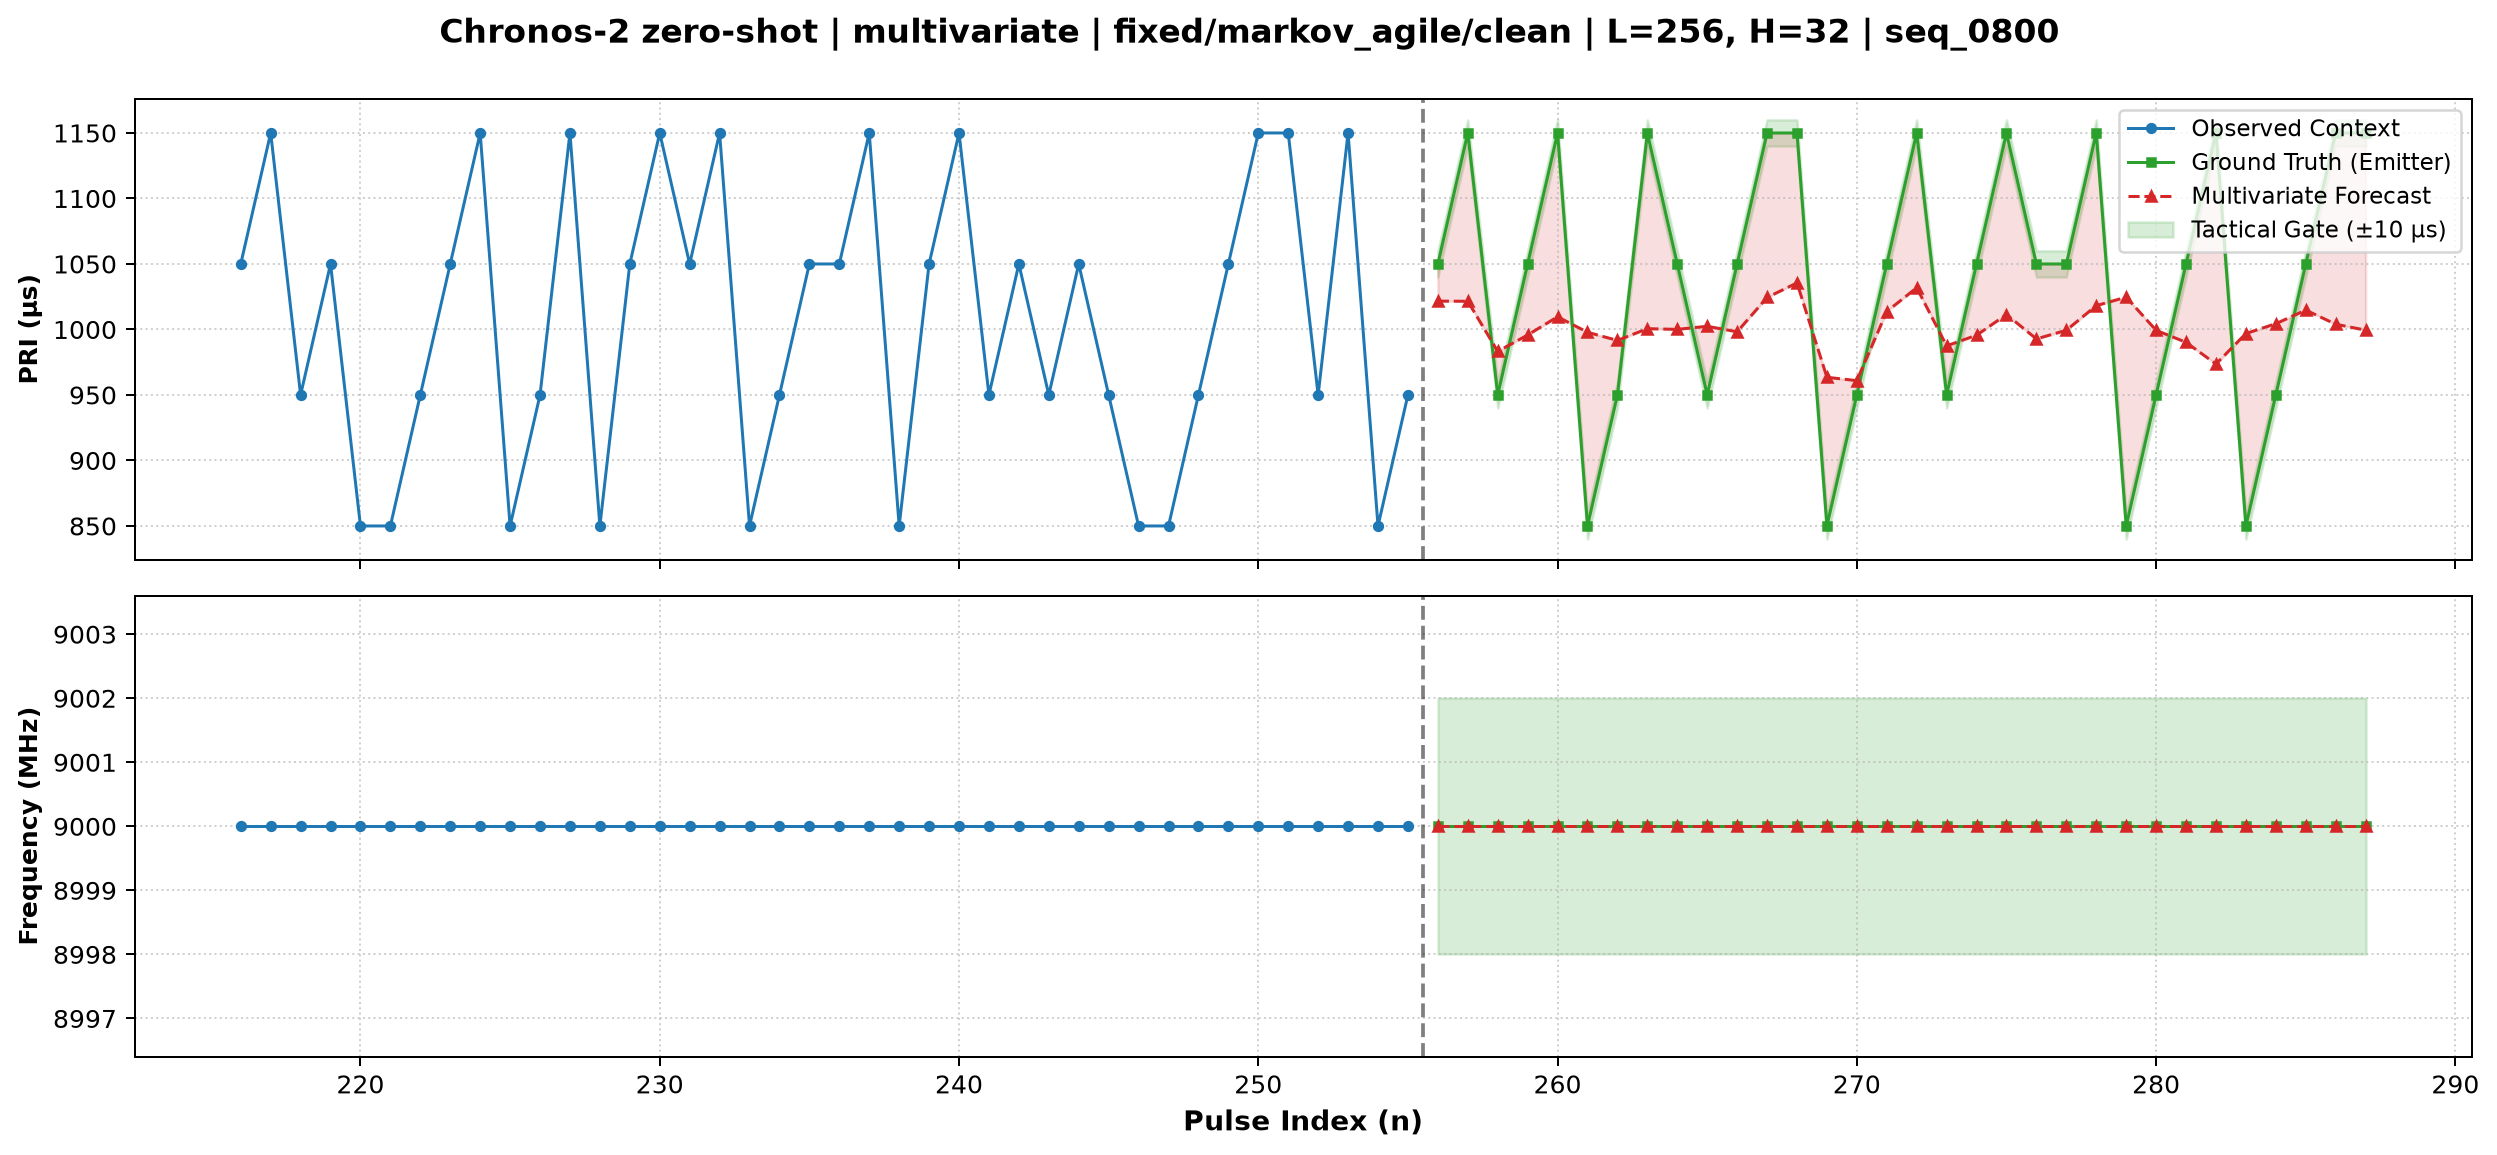 Chronos-2 zero-shot | multivariate | fixed/markov_agile/clean | L=256, H=32 | seq_0800
PRI (µs)
1150
1100
1050
1000
950
900
850
Observed Context
Ground Truth (Emitter)
Multivariate Forecast
Tactical Gate (±10 µs)
Frequency (MHz)
9003
9002
9001
9000
8999
8998
8997
220
230
240
250
260
270
280
290
Pulse Index (n)